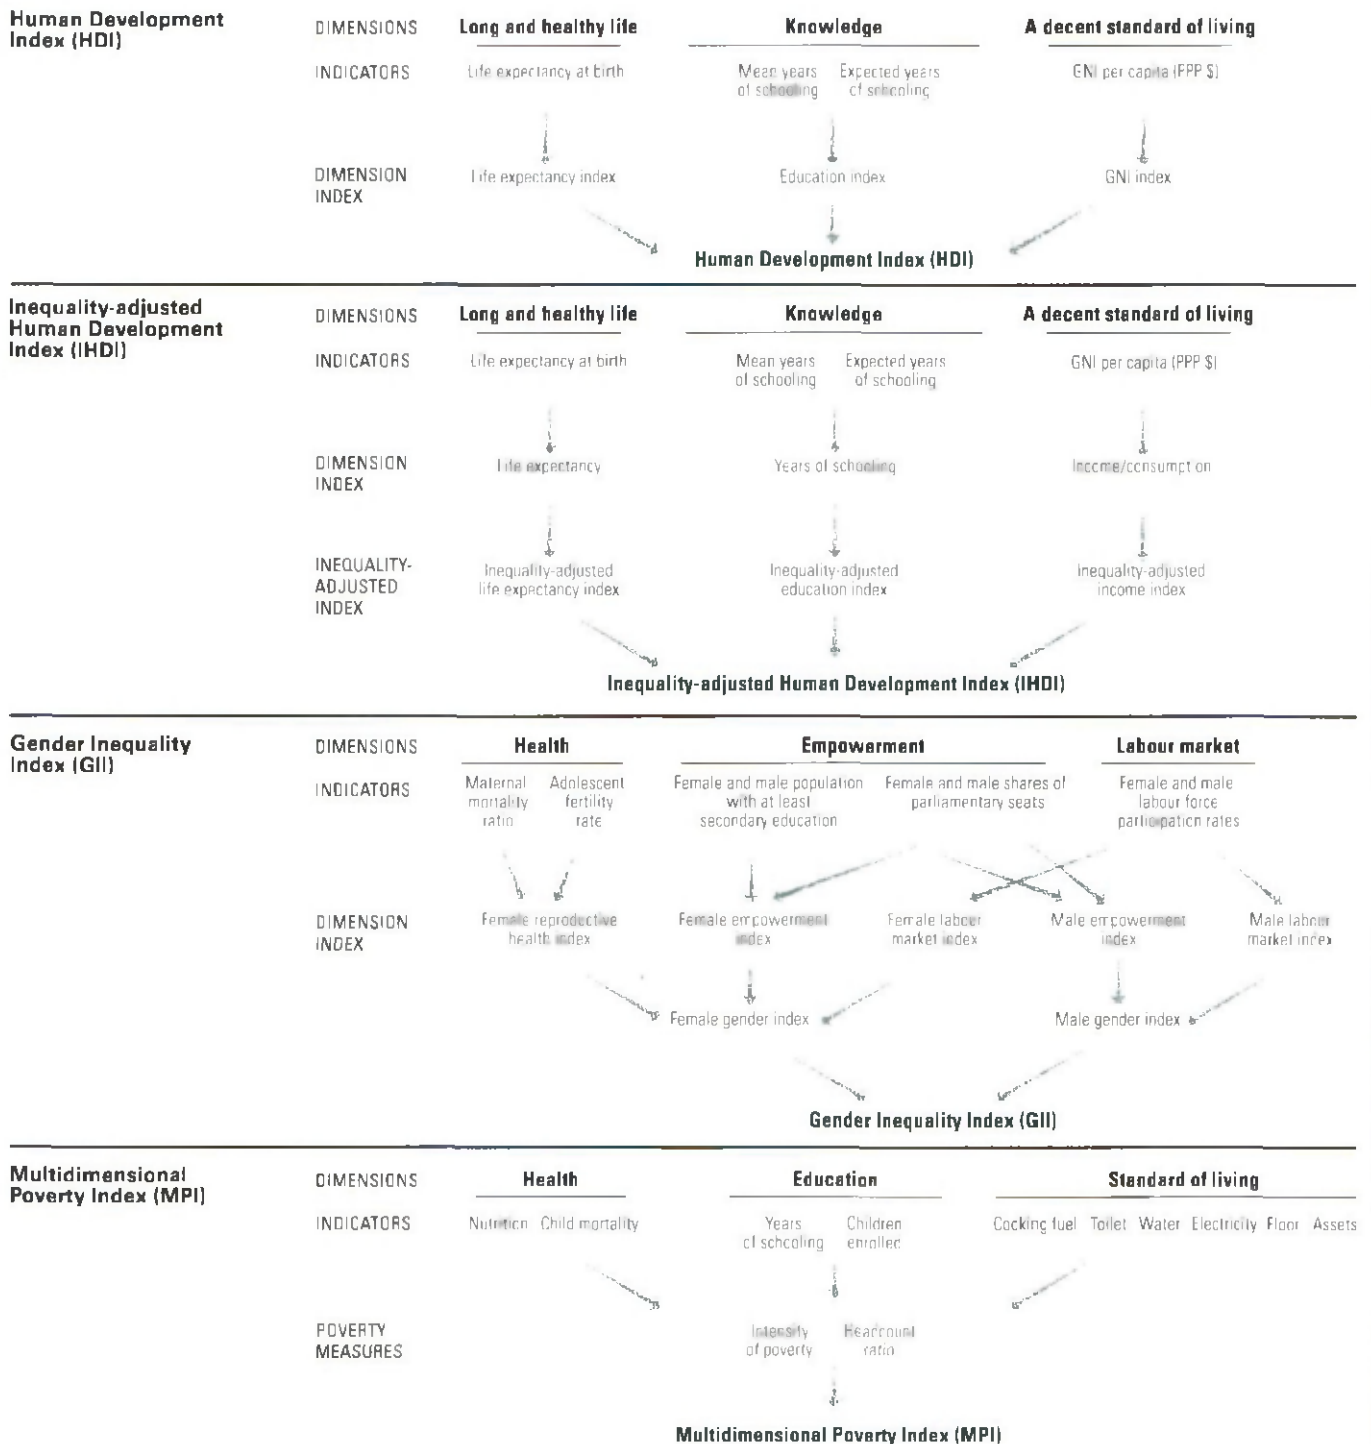 Human Development
Index (HDI)
DIMENSIONS Long and healthy life Knowledge A decent standard of living
INDICATORS Life expectancy at birth Mean years Expected years GNI per capita (PPP $)
of schooling of schooling
DIMENSION Life expectancy index Education index GNI index
INDEX
Human Development Index (HDI)
Inequality-adjusted
Human Development
Index (IHDI)
DIMENSIONS Long and healthy life Knowledge A decent standard of living
INDICATORS Life expectancy at birth Mean years Expected years GNI per capita (PPP $)
of schooling of schooling
DIMENSION Life expectancy Years of schooling Income/consumption
INDEX
INEQUALITY- Inequality-adjusted Inequality-adjusted Inequality-adjusted
ADJUSTED life expectancy index education index income index
INDEX
Inequality-adjusted Human Development Index (IHDI)
Gender Inequality
Index (GII)
DIMENSIONS Health Empowerment Labour market
INDICATORS Maternal Adolescent Female and male population Female and male shares of Female and male
mortality fertility with at least parliamentary seats labour force
ratio rate secondary education participation rates
DIMENSION Female reproductive Female empowerment Female labour Male empowerment Male labour
INDEX health index index market index index market index
Female gender index Male gender index
Gender Inequality Index (GII)
Multidimensional
Poverty Index (MPI)
DIMENSIONS Health Education Standard of living
INDICATORS Nutrition Child mortality Years Children Cooking fuel Toilet Water Electricity Floor Assets
of schooling enrolled
POVERTY Intensity Headcount
MEASURES of poverty ratio
Multidimensional Poverty Index (MPI)